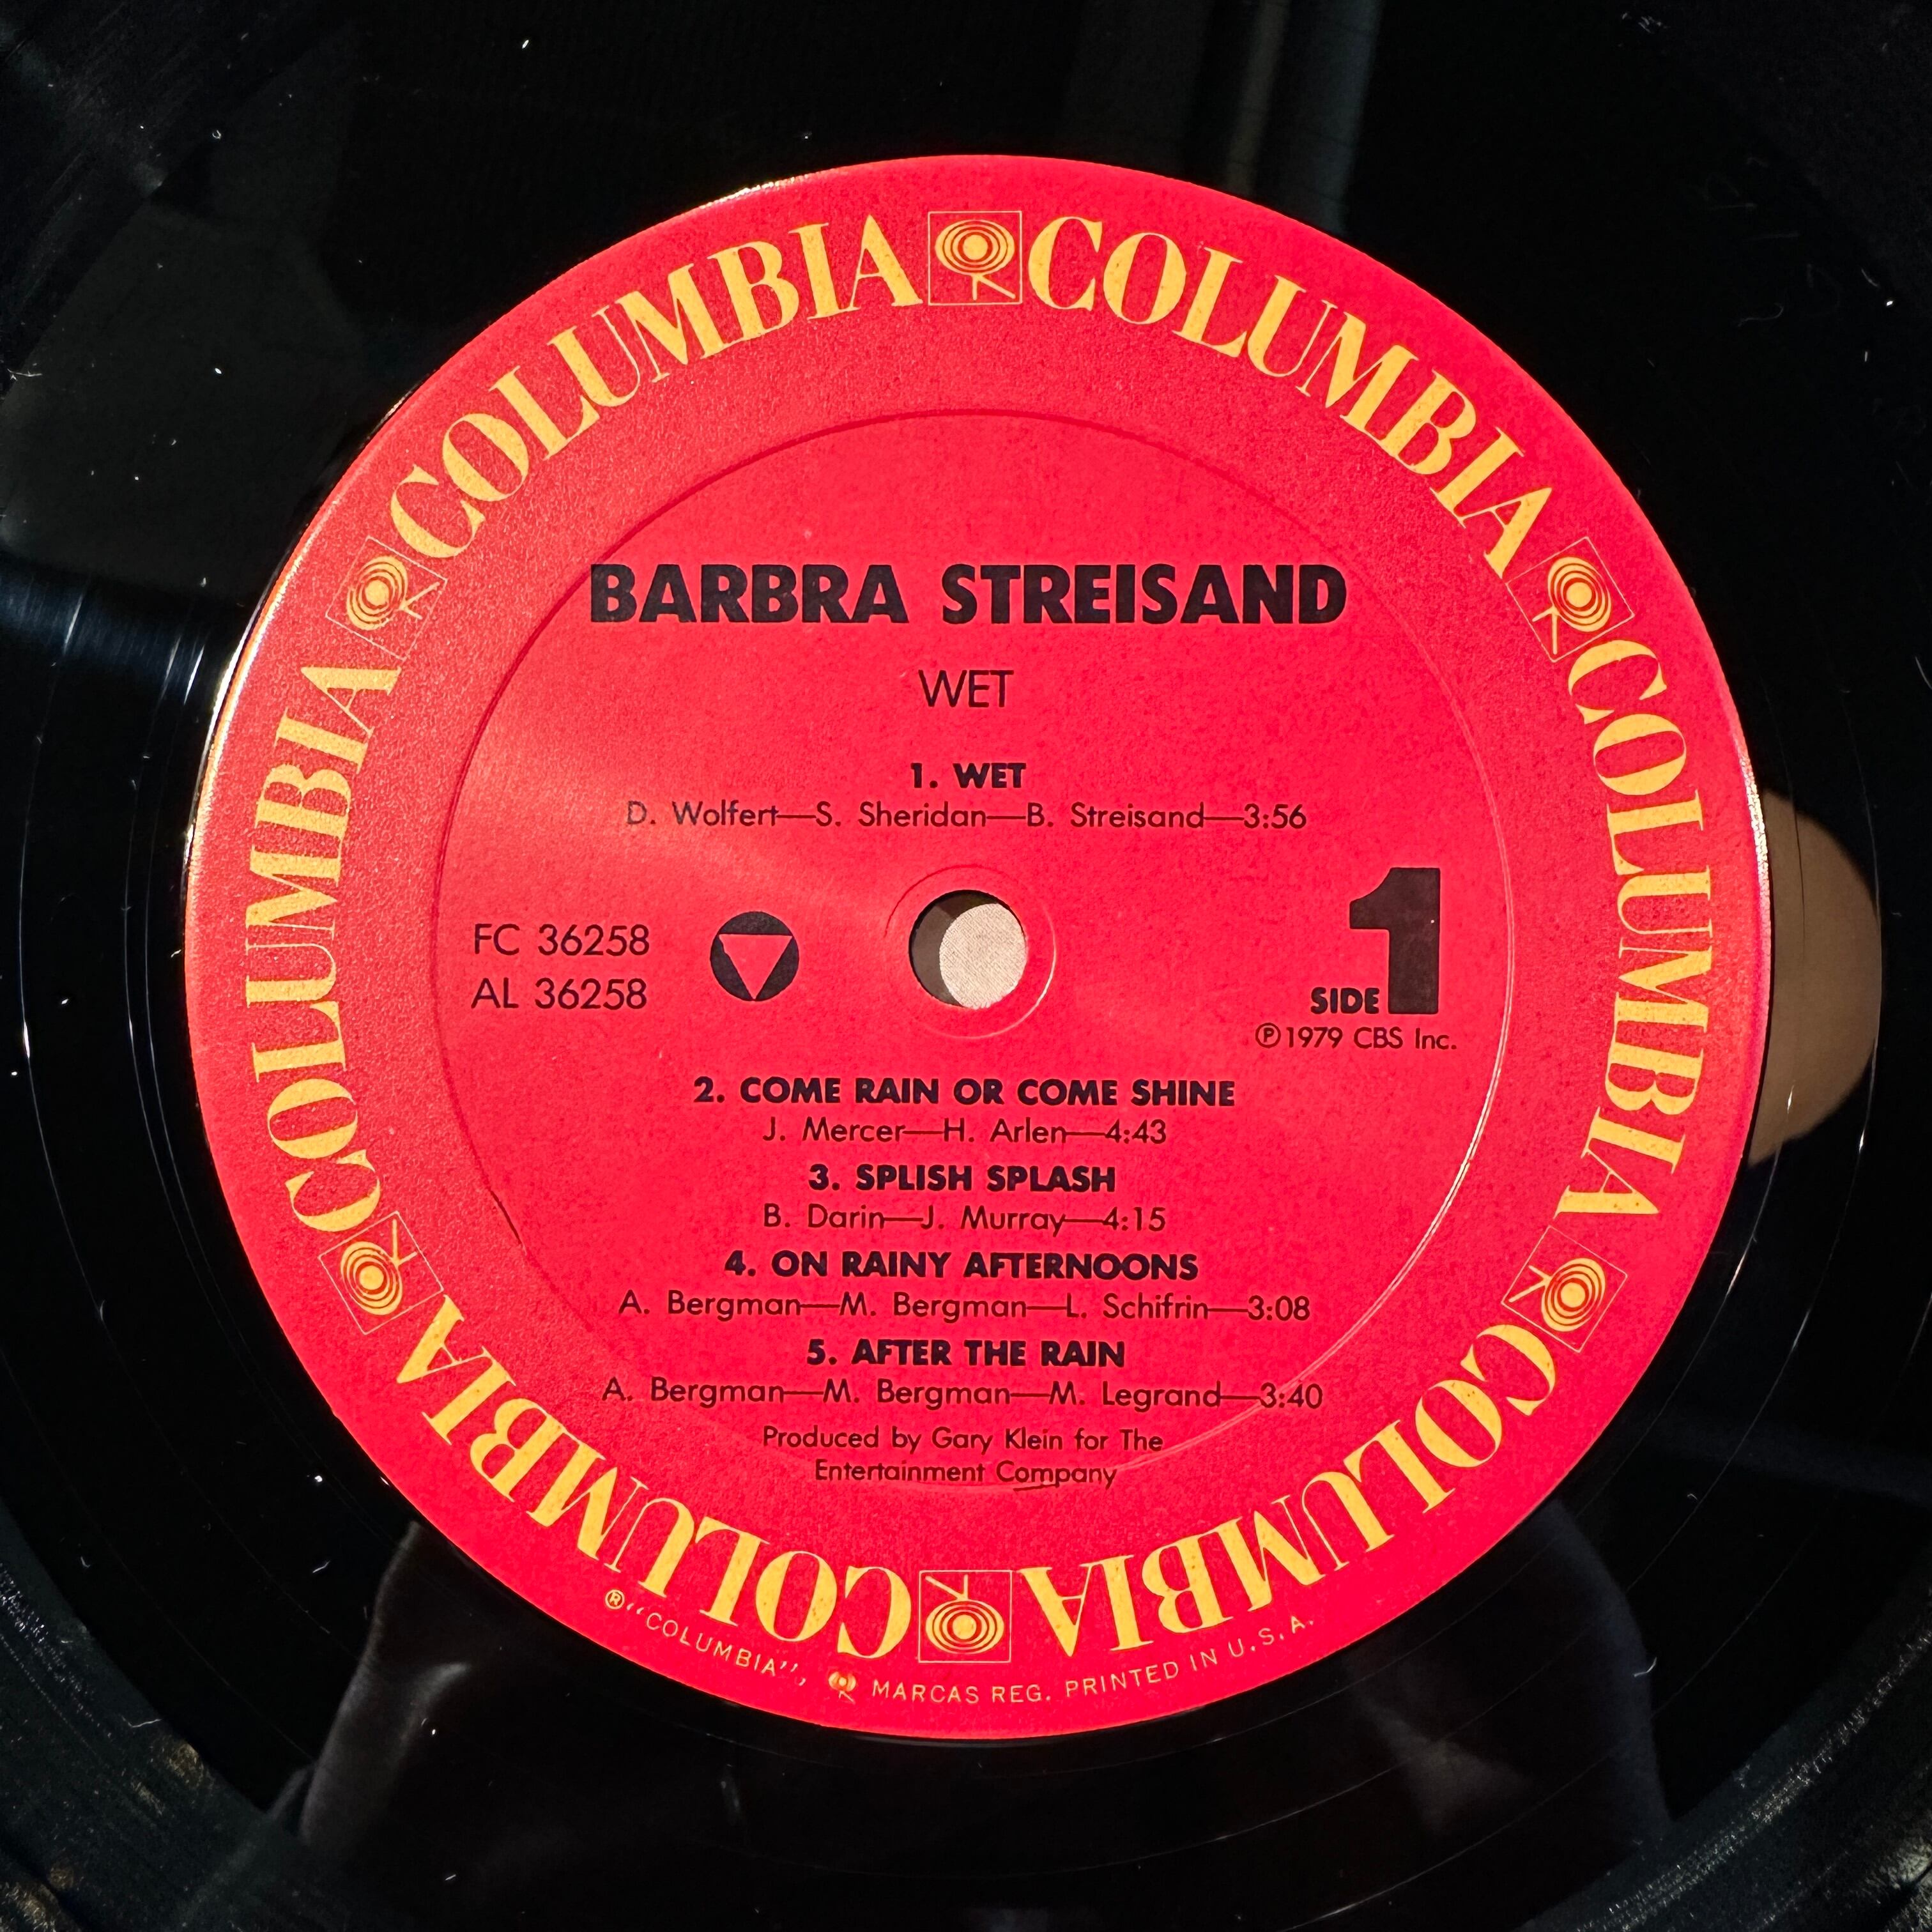 COLUMBIA COLUMBIA COLUMBIA COLUMBIA COLUMBIA COLUMBIA
BARBRA STREISAND
WET
1. WET
D. Wolfert—S. Sheridan—B. Streisand—3:56
FC 36258
AL 36258
SIDE 1
℗1979 CBS Inc.
2. COME RAIN OR COME SHINE
J. Mercer—H. Arlen—4:43
3. SPLISH SPLASH
B. Darin—J. Murray—4:15
4. ON RAINY AFTERNOONS
A. Bergman—M. Bergman—L. Schifrin—3:08
5. AFTER THE RAIN
A. Bergman—M. Bergman—M. Legrand—3:40
Produced by Gary Klein for The
Entertainment Company
®"COLUMBIA", MARCAS REG. PRINTED IN U.S.A.